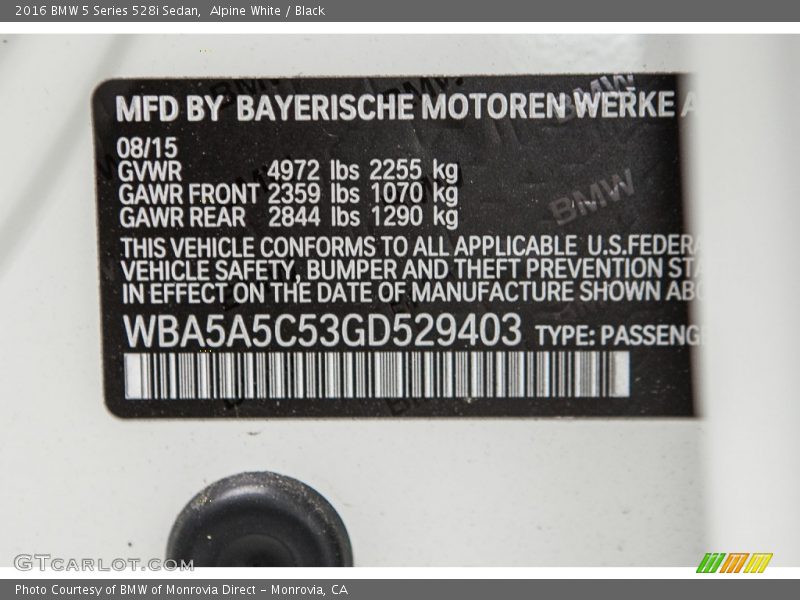 2016 BMW 5 Series 528i Sedan, Alpine White / Black
MFD BY BAYERISCHE MOTOREN WERKE A
08/15
GVWR 4972 lbs 2255 kg
GAWR FRONT 2359 lbs 1070 kg
GAWR REAR 2844 lbs 1290 kg
BMW
THIS VEHICLE CONFORMS TO ALL APPLICABLE U.S.FEDERA
VEHICLE SAFETY, BUMPER AND THEFT PREVENTION STA
IN EFFECT ON THE DATE OF MANUFACTURE SHOWN ABO
WBA5A5C53GD529403 TYPE: PASSENGE
GTCARLOT.COM
Photo Courtesy of BMW of Monrovia Direct - Monrovia, CA